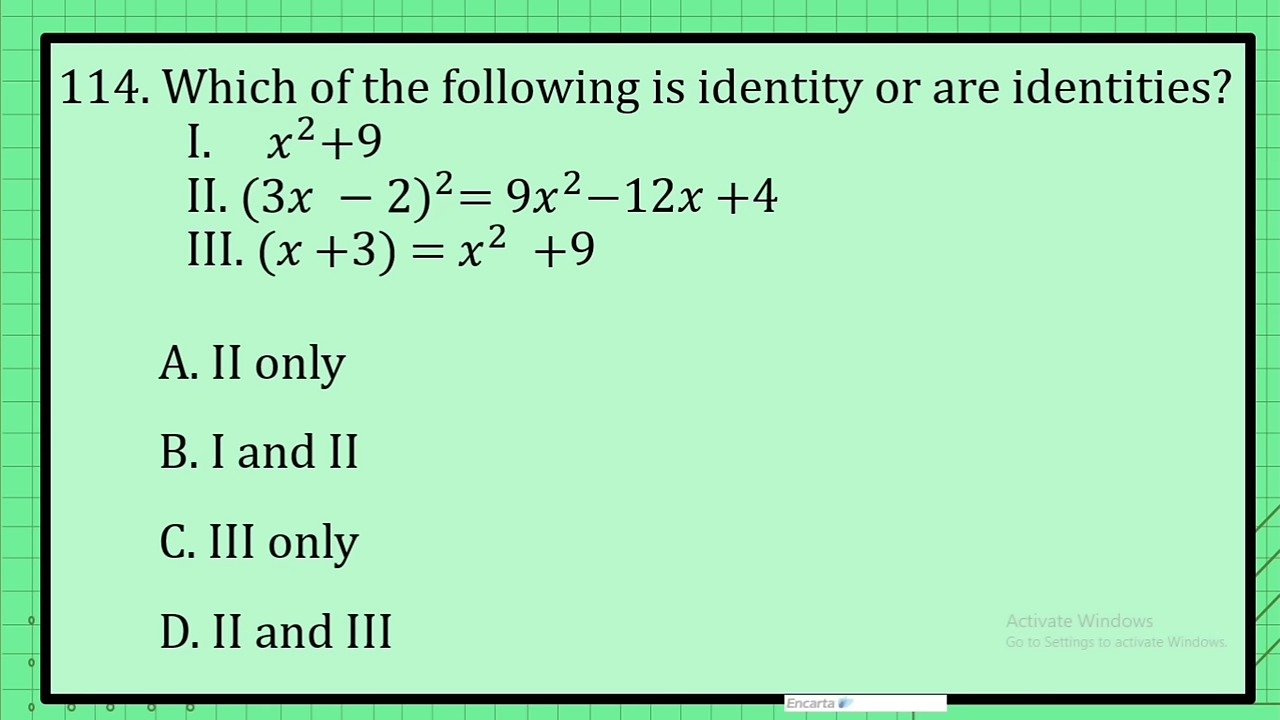 114. Which of the following is identity or are identities?
I. x²+9
II. (3x − 2)²= 9x²−12x +4
III. (x +3) = x² +9
A. II only
B. I and II
C. III only
D. II and III
Activate Windows
Go to Settings to activate Windows.
Encarta